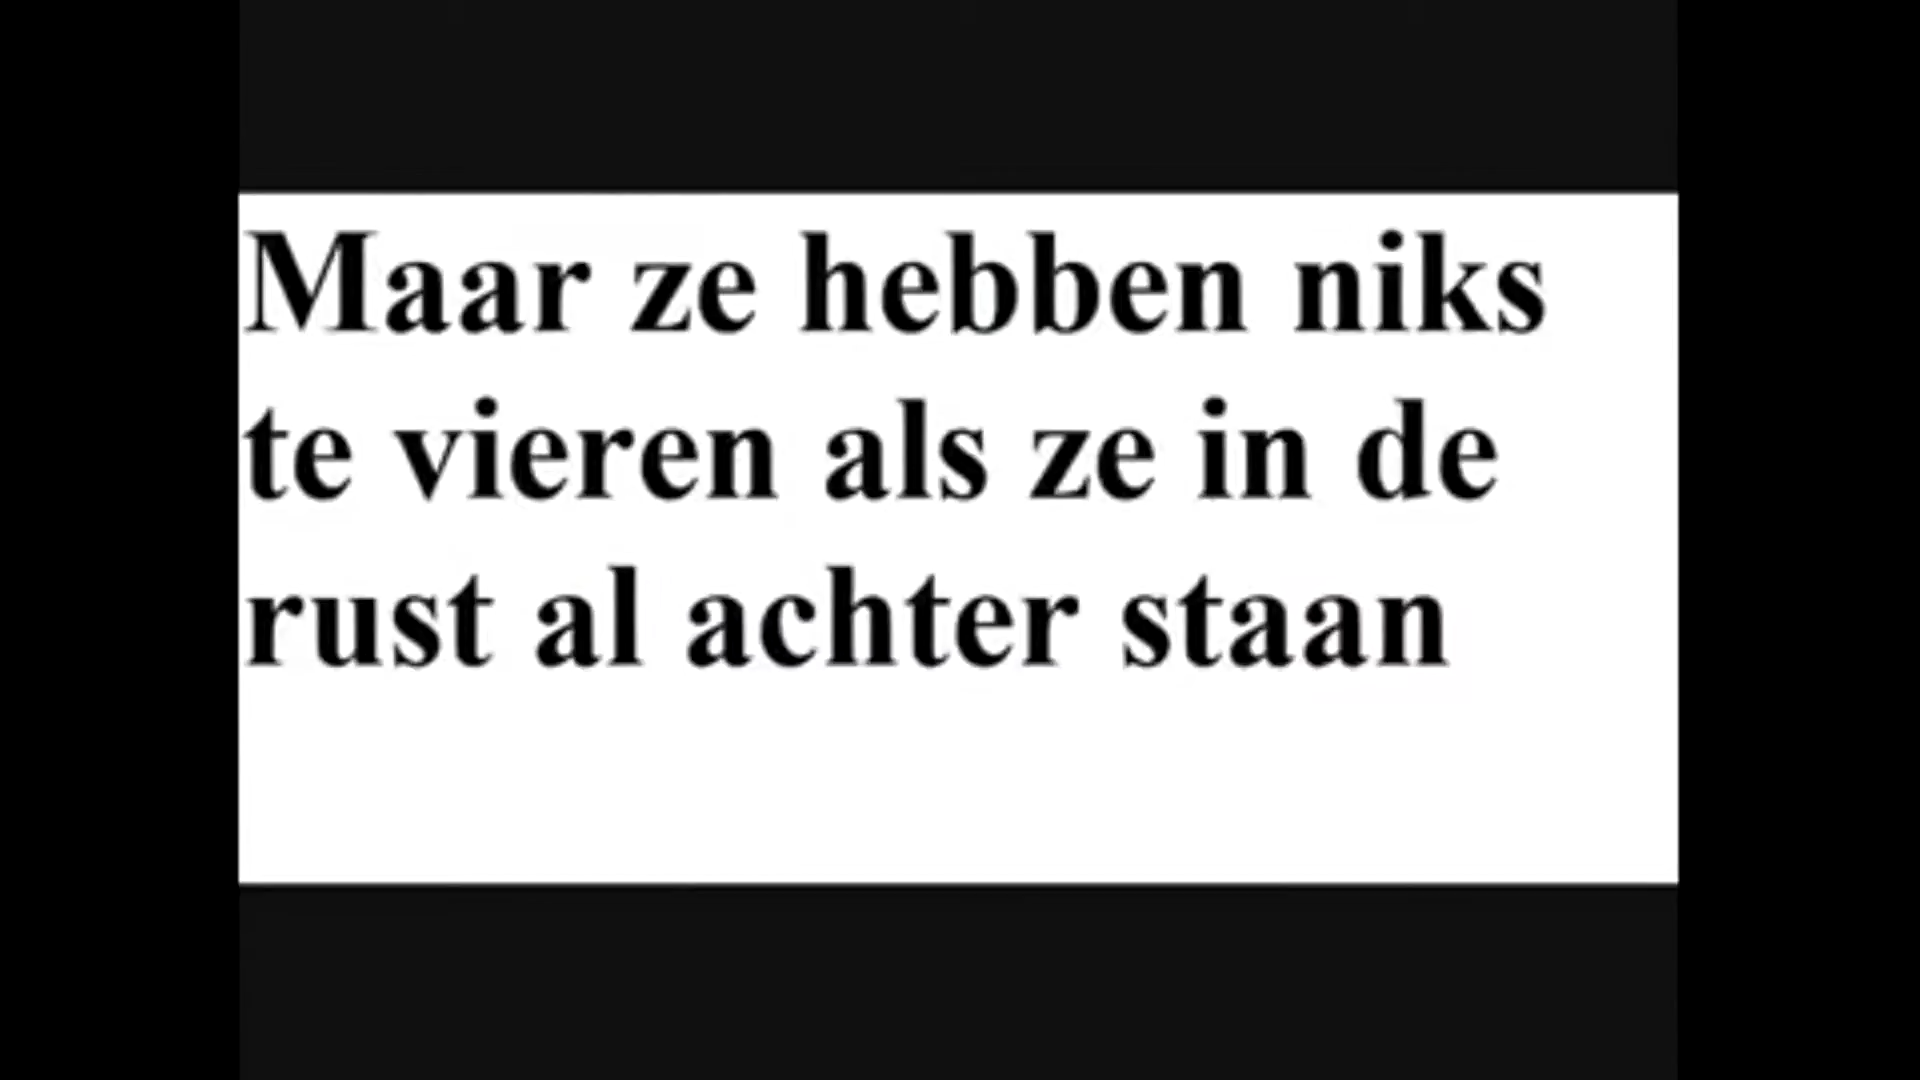 Maar ze hebben niks
te vieren als ze in de
rust al achter staan